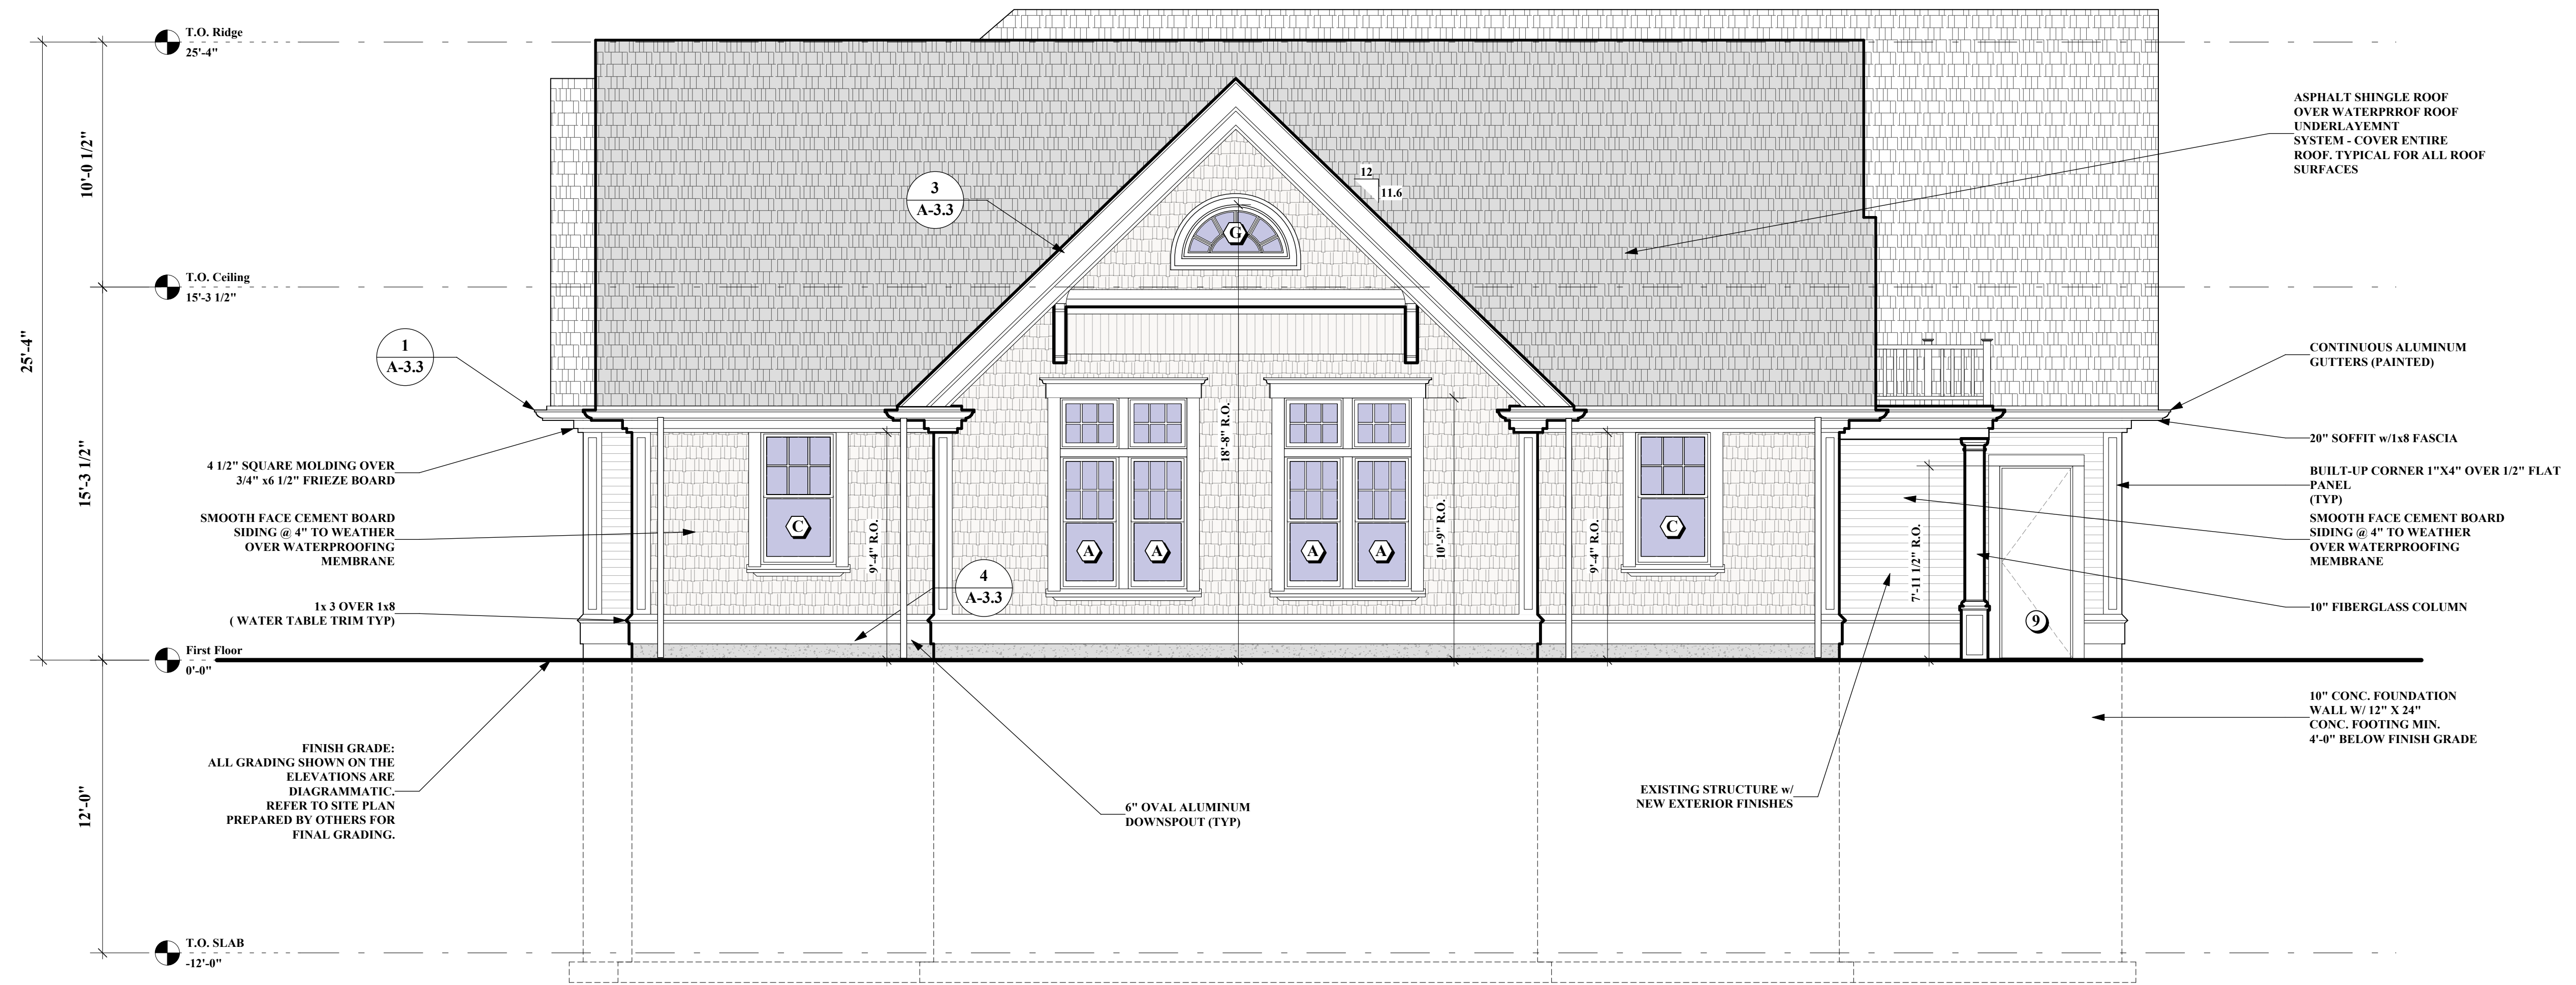 T.O. Ridge
25'-4"
T.O. Ceiling
15'-3 1/2"
First Floor
0'-0"
T.O. SLAB
-12'-0"
25'-4"
10'-0 1/2"
15'-3 1/2"
12'-0"
1
A-3.3
3
A-3.3
4
A-3.3
4 1/2" SQUARE MOLDING OVER
3/4" x6 1/2" FRIEZE BOARD
SMOOTH FACE CEMENT BOARD
SIDING @ 4" TO WEATHER
OVER WATERPROOFING
MEMBRANE
1x 3 OVER 1x8
( WATER TABLE TRIM TYP)
FINISH GRADE:
ALL GRADING SHOWN ON THE
ELEVATIONS ARE
DIAGRAMMATIC.
REFER TO SITE PLAN
PREPARED BY OTHERS FOR
FINAL GRADING.
12
11.6
G
C
A
A
A
A
C
9
9'-4" R.O.
18'-8" R.O.
10'-9" R.O.
9'-4" R.O.
7'-11 1/2" R.O.
6" OVAL ALUMINUM
DOWNSPOUT (TYP)
EXISTING STRUCTURE w/
NEW EXTERIOR FINISHES
ASPHALT SHINGLE ROOF
OVER WATERPRROF ROOF
UNDERLAYEMNT
SYSTEM - COVER ENTIRE
ROOF. TYPICAL FOR ALL ROOF
SURFACES
CONTINUOUS ALUMINUM
GUTTERS (PAINTED)
20" SOFFIT w/1x8 FASCIA
BUILT-UP CORNER 1"X4" OVER 1/2" FLAT
PANEL
(TYP)
SMOOTH FACE CEMENT BOARD
SIDING @ 4" TO WEATHER
OVER WATERPROOFING
MEMBRANE
10" FIBERGLASS COLUMN
10" CONC. FOUNDATION
WALL W/ 12" X 24"
CONC. FOOTING MIN.
4'-0" BELOW FINISH GRADE